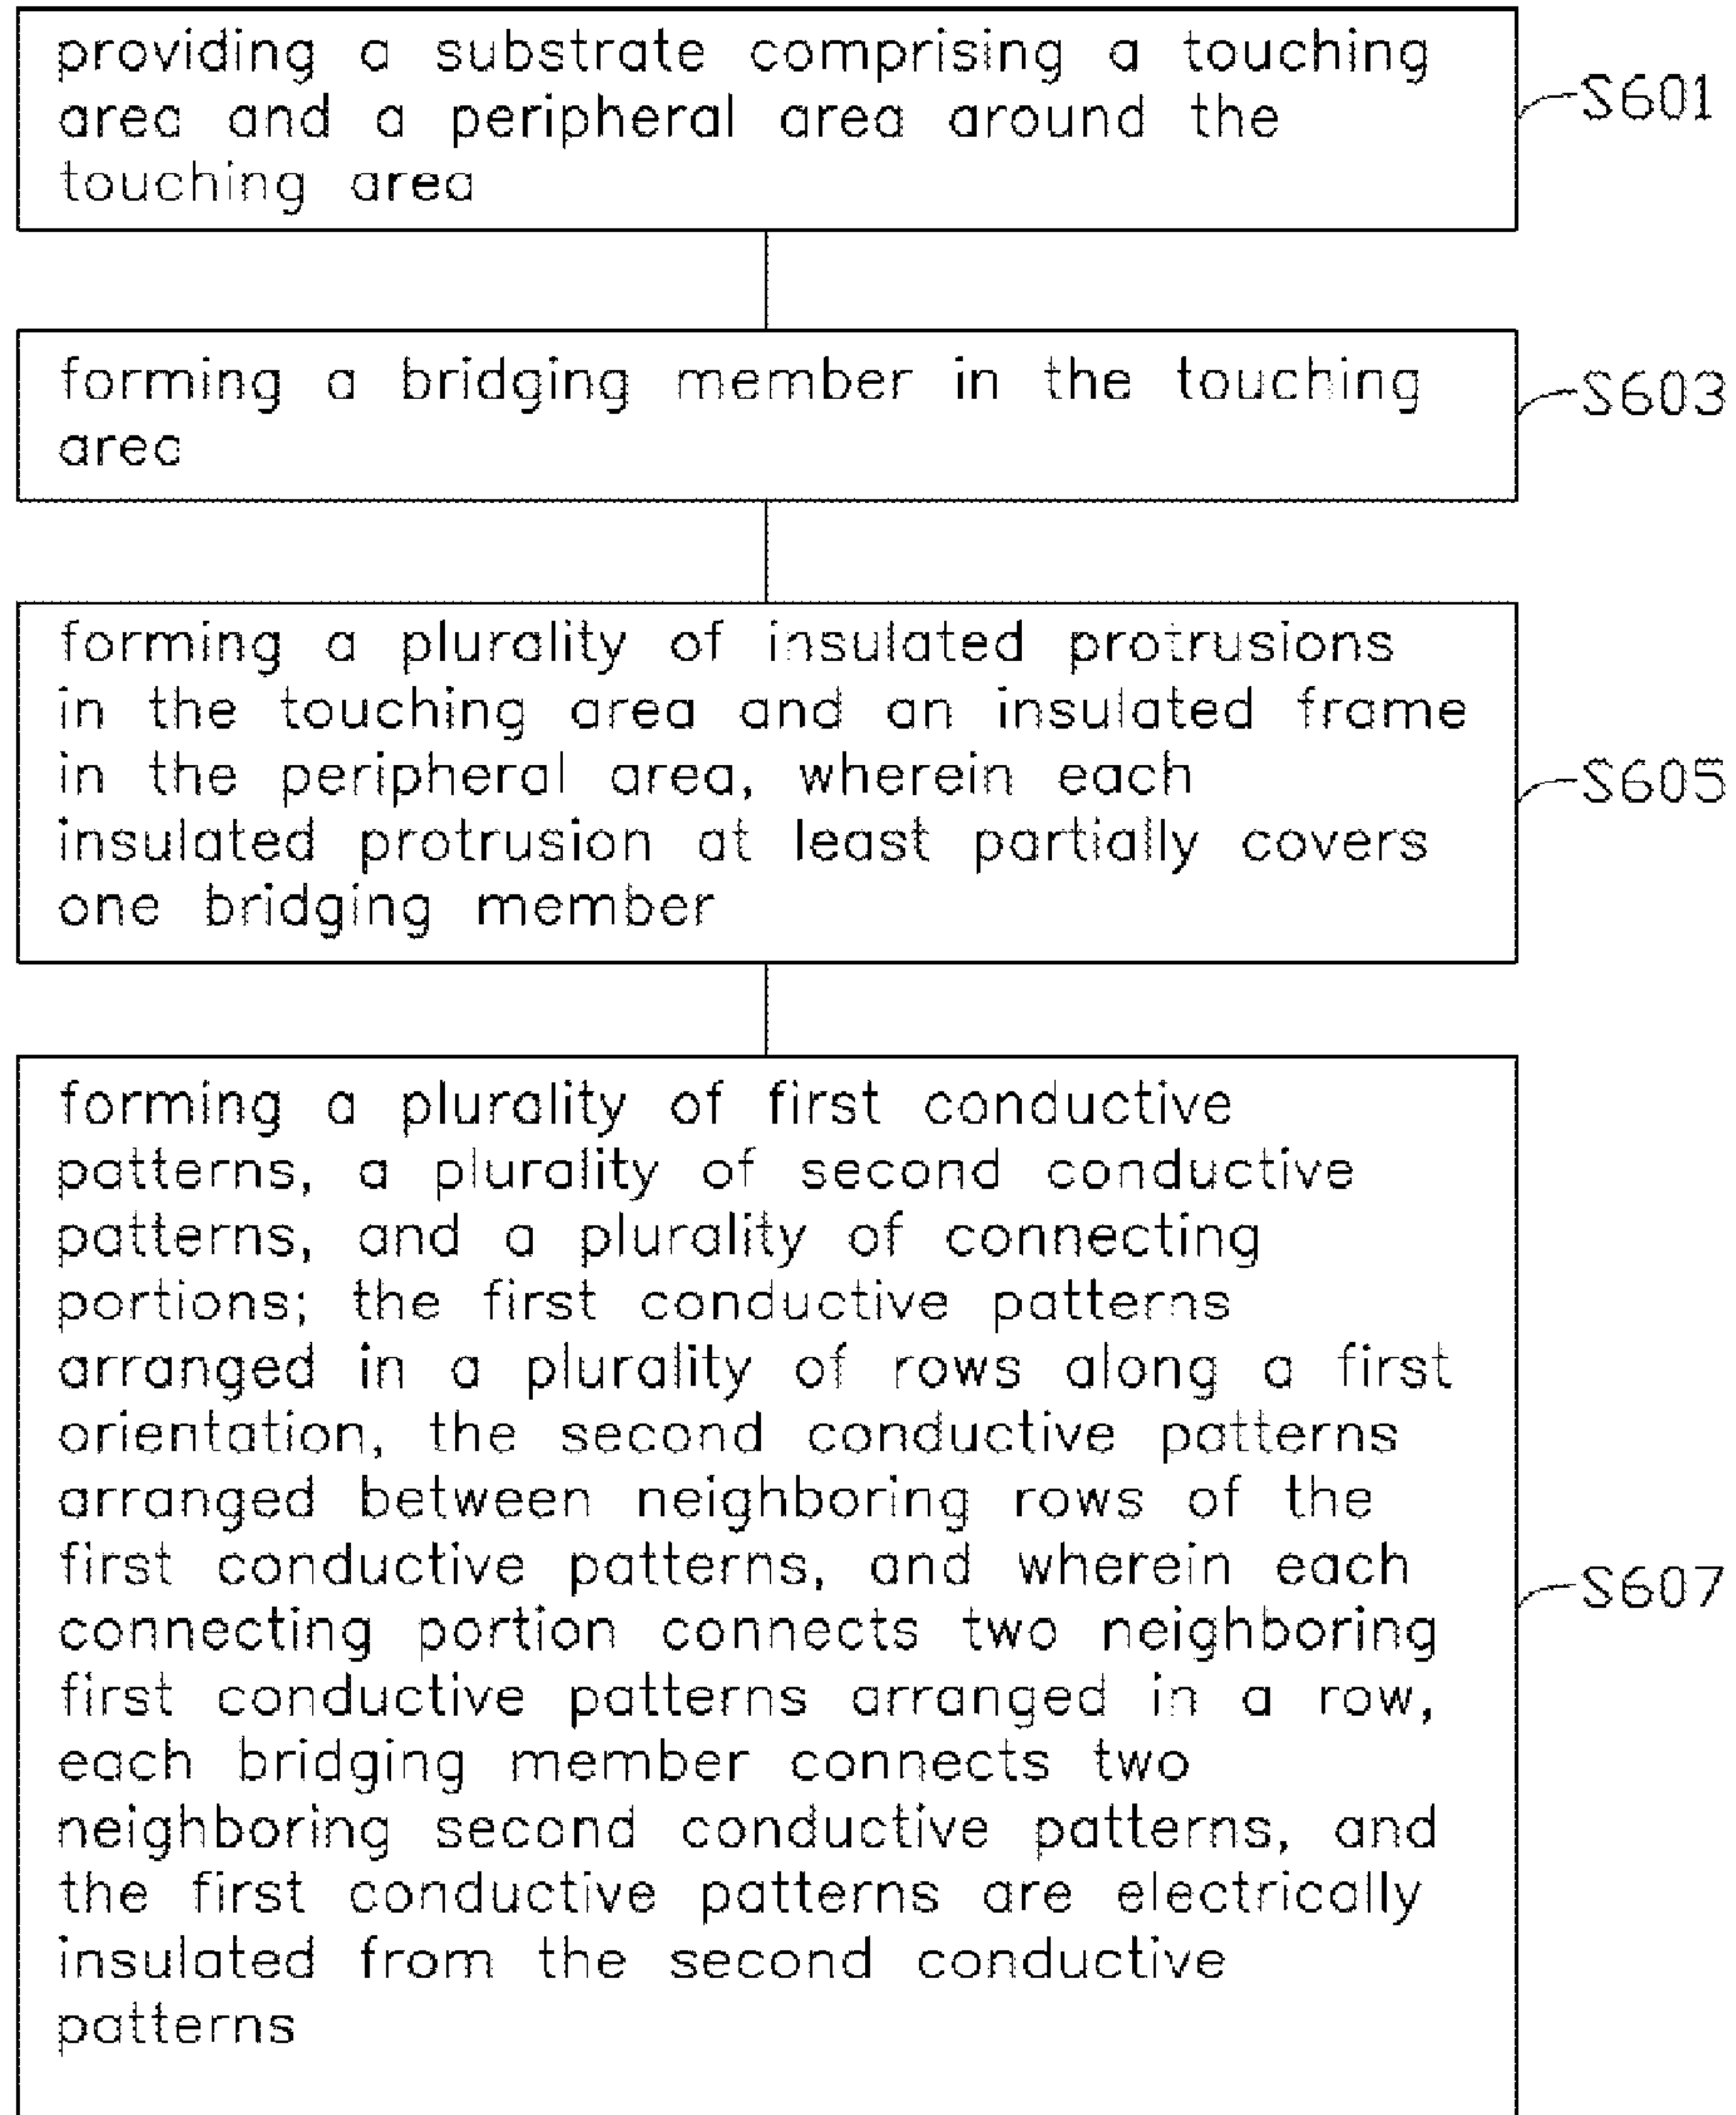 providing a substrate comprising a touching
area and a peripheral area around the
touching area
S601
forming a bridging member in the touching
area
S603
forming a plurality of insulated protrusions
in the touching area and an insulated frame
in the peripheral area, wherein each
insulated protrusion at least partially covers
one bridging member
S605
forming a plurality of first conductive
patterns, a plurality of second conductive
patterns, and a plurality of connecting
portions; the first conductive patterns
arranged in a plurality of rows along a first
orientation, the second conductive patterns
arranged between neighboring rows of the
first conductive patterns, and wherein each
connecting portion connects two neighboring
first conductive patterns arranged in a row,
each bridging member connects two
neighboring second conductive patterns, and
the first conductive patterns are electrically
insulated from the second conductive
patterns
S607